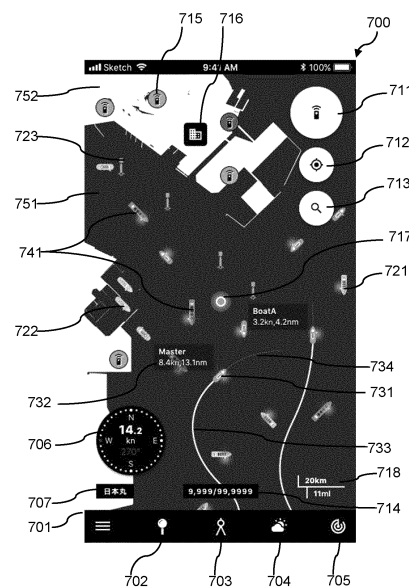 715
716
700
Sketch
9:41 AM
100%
752
711
723
712
713
751
717
741
721
BoatA
3.2km,4.2nm
722
Master
8.4km,13.1nm
734
731
732
N
706
14.2
W
E
kn
270°
S
733
20km
718
11ml
707
日本丸
9,999/99,9999
714
701
702
703
704
705